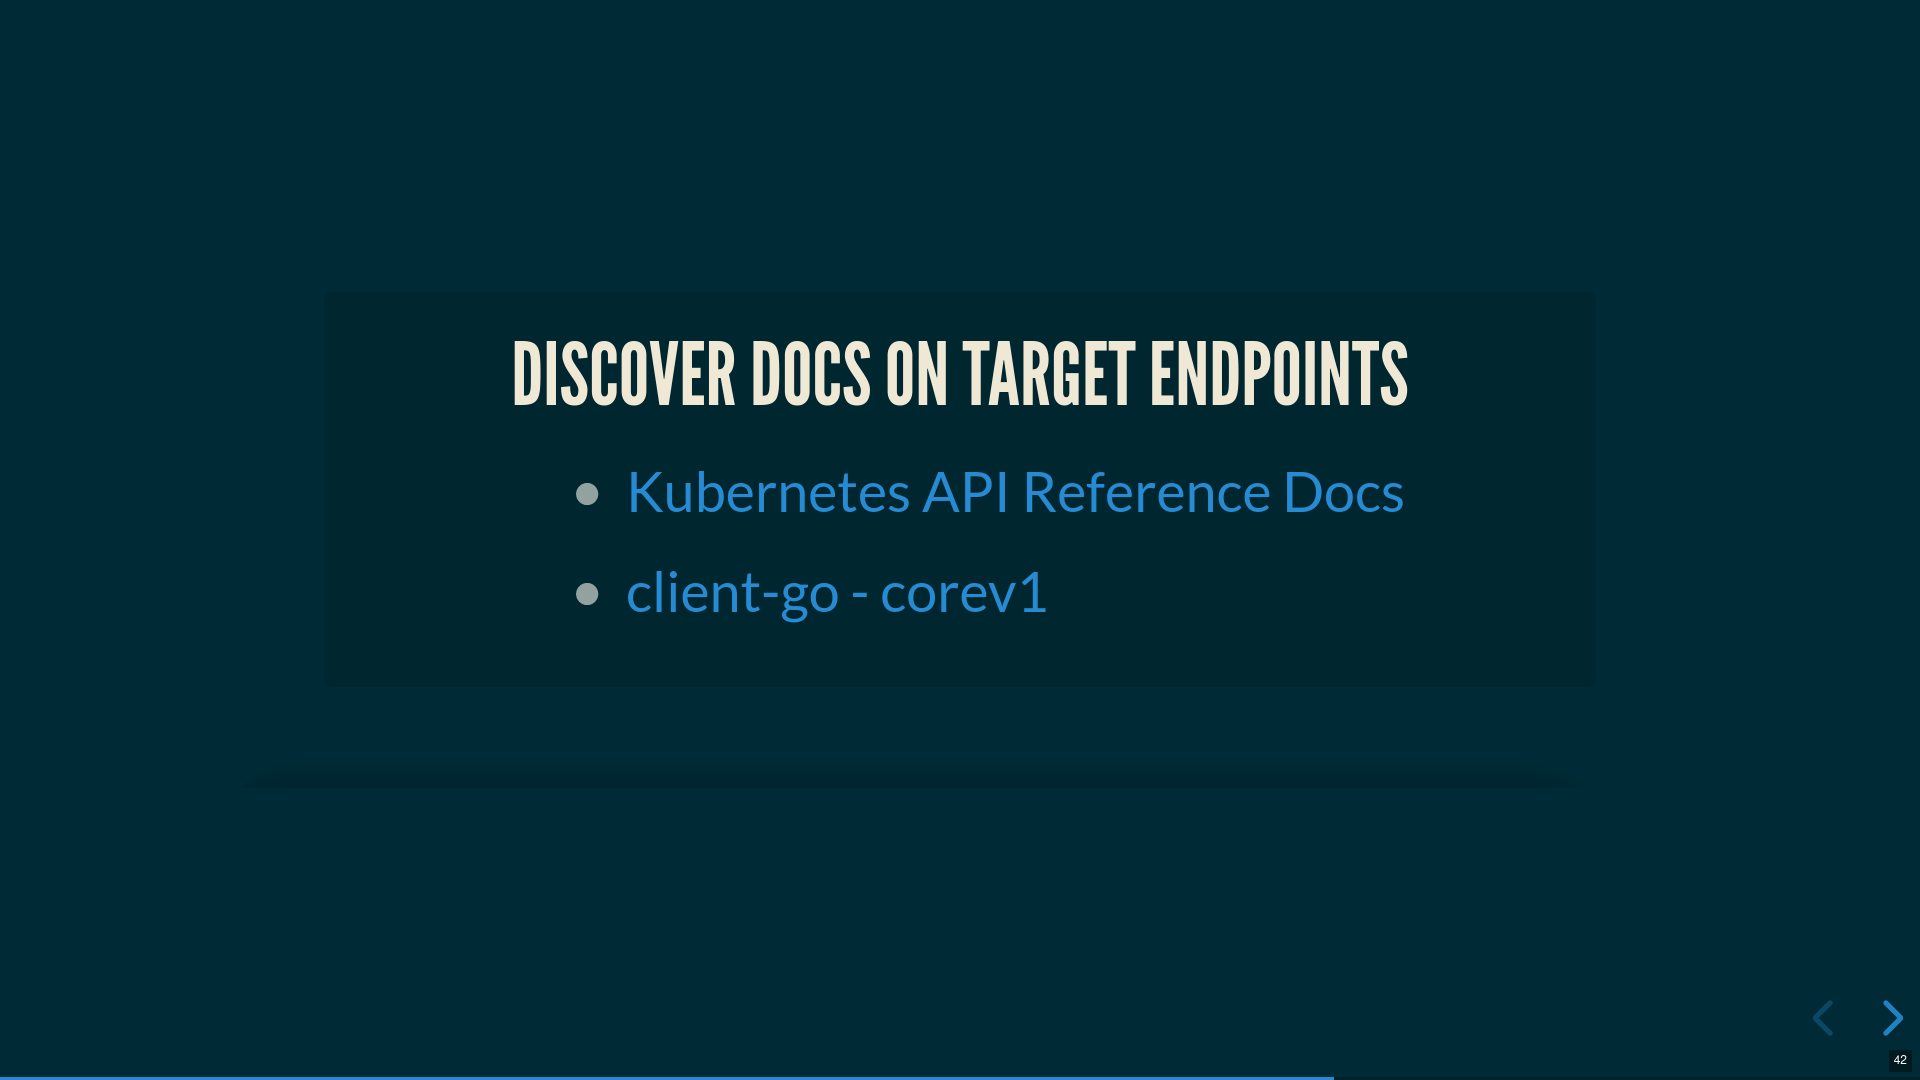 DISCOVER DOCS ON TARGET ENDPOINTS
Kubernetes API Reference Docs
client-go - corev1
42